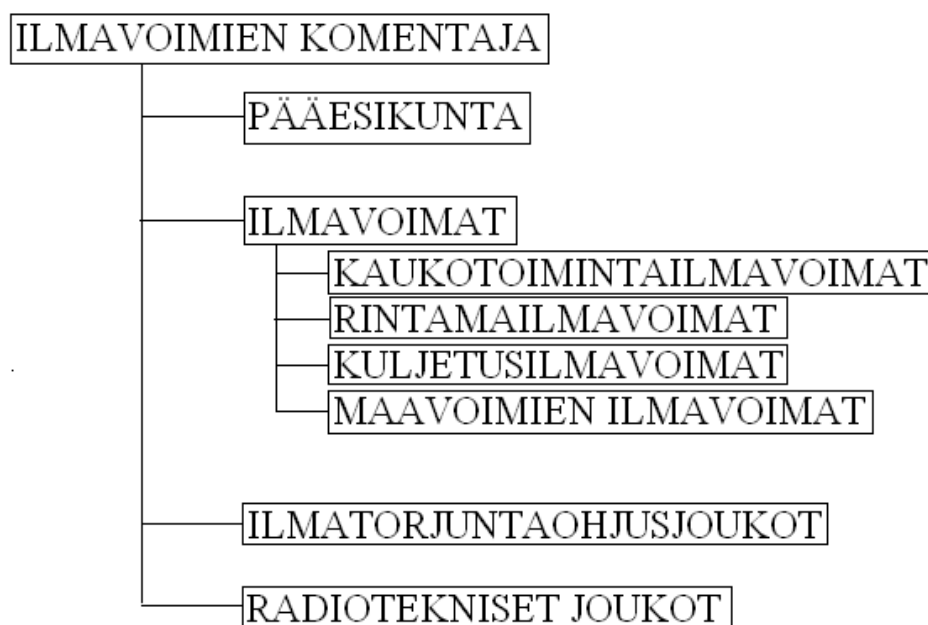 ILMAVOIMIEN KOMENTAJA
PÄÄESIKUNTA
ILMAVOIMAT
KAUKOTOIMINTAILMAVOIMAT
RINTAMAILMAVOIMAT
KULJETUSILMAVOIMAT
MAAVOIMIEN ILMAVOIMAT
ILMATORJUNTAOHJUSJOUKOT
RADIOTEKNISET JOUKOT